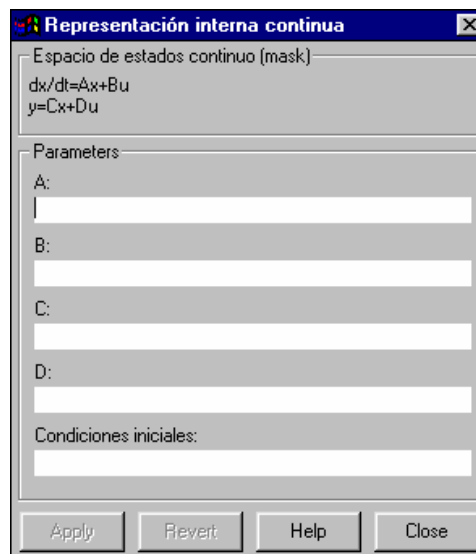 Representación interna continua
Espacio de estados continuo (mask)
dx/dt=Ax+Bu
y=Cx+Du
Parameters
A:
B:
C:
D:
Condiciones iniciales:
Apply Revert Help Close